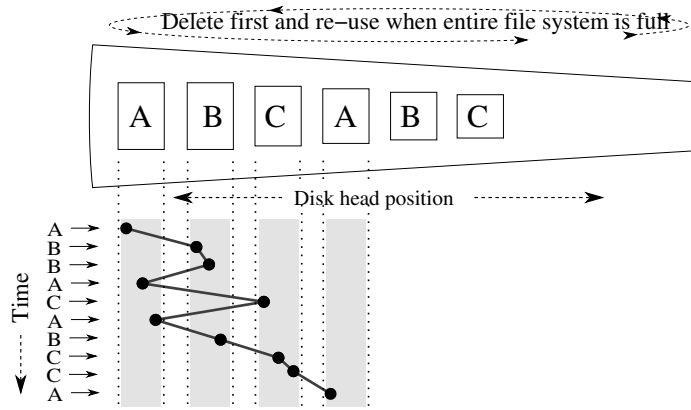 Delete first and re-use when entire file system is full
A B C A B C
Disk head position
Time
A
B
B
A
C
A
B
C
C
A